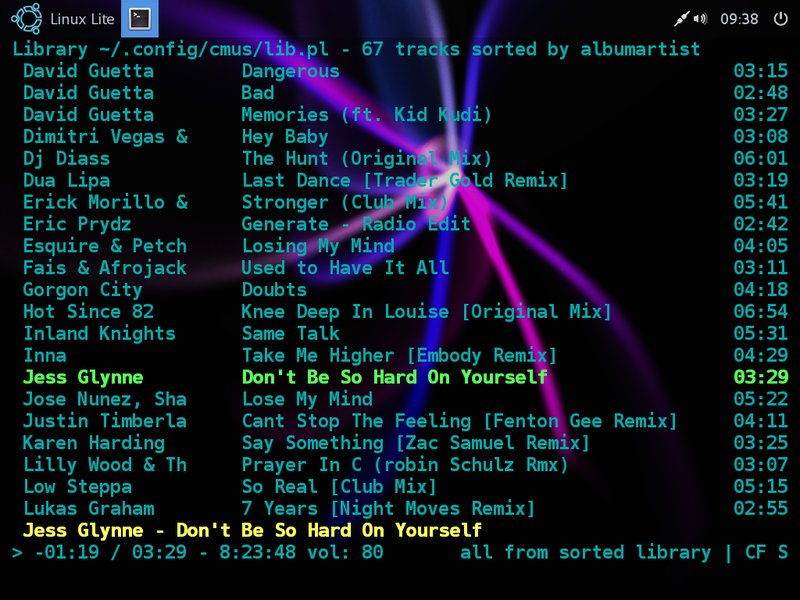 Linux Lite 09:38
Library ~/.config/cmus/lib.pl - 67 tracks sorted by albumartist
David Guetta Dangerous 03:15
David Guetta Bad 02:48
David Guetta Memories (ft. Kid Kudi) 03:27
Dimitri Vegas & Hey Baby 03:08
Dj Diass The Hunt (Original Mix) 06:01
Dua Lipa Last Dance [Trader Gold Remix] 03:19
Erick Morillo & Stronger (Club Mix) 05:41
Eric Prydz Generate - Radio Edit 02:42
Esquire & Petch Losing My Mind 04:05
Fais & Afrojack Used to Have It All 03:11
Gorgon City Doubts 04:18
Hot Since 82 Knee Deep In Louise [Original Mix] 06:54
Inland Knights Same Talk 05:31
Inna Take Me Higher [Embody Remix] 04:29
Jess Glynne Don't Be So Hard On Yourself 03:29
Jose Nunez, Sha Lose My Mind 05:22
Justin Timberla Cant Stop The Feeling [Fenton Gee Remix] 04:11
Karen Harding Say Something [Zac Samuel Remix] 03:25
Lilly Wood & Th Prayer In C (robin Schulz Rmx) 03:07
Low Steppa So Real [Club Mix] 05:15
Lukas Graham 7 Years [Night Moves Remix] 02:55
Jess Glynne - Don't Be So Hard On Yourself
> -01:19 / 03:29 - 8:23:48 vol: 80 all from sorted library | CF S